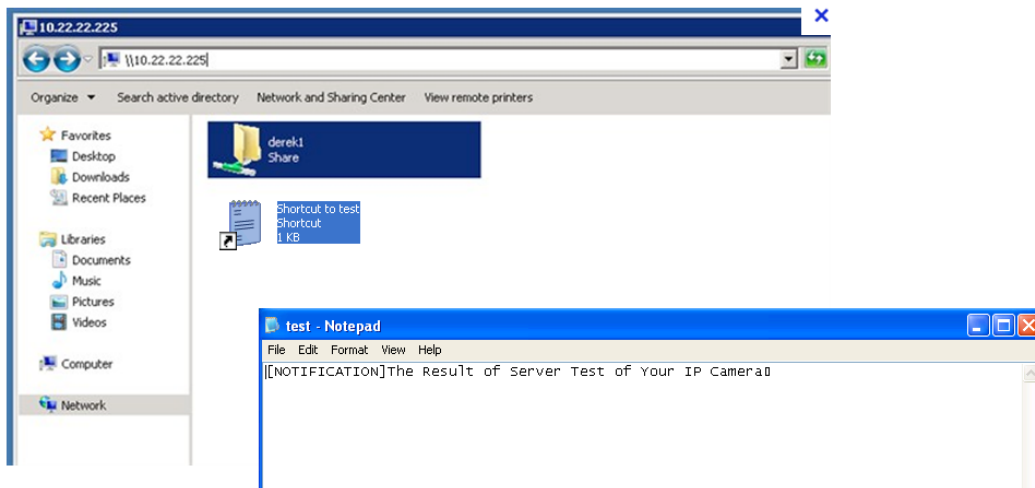 10.22.22.225
\\10.22.22.225
Organize Search active directory Network and Sharing Center View remote printers
Favorites
Desktop
Downloads
Recent Places
Libraries
Documents
Music
Pictures
Videos
Computer
Network
derek1
Share
Shortcut to test
Shortcut
1 KB
test - Notepad
File Edit Format View Help
[NOTIFICATION]The Result of Server Test of Your IP Camera▯